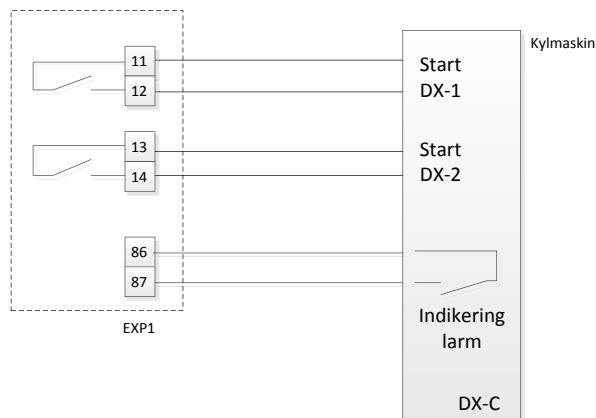 Kylmaskin
11
Start
12
DX-1
13
Start
14
DX-2
86
87
Indikering
larm
EXP1
DX-C